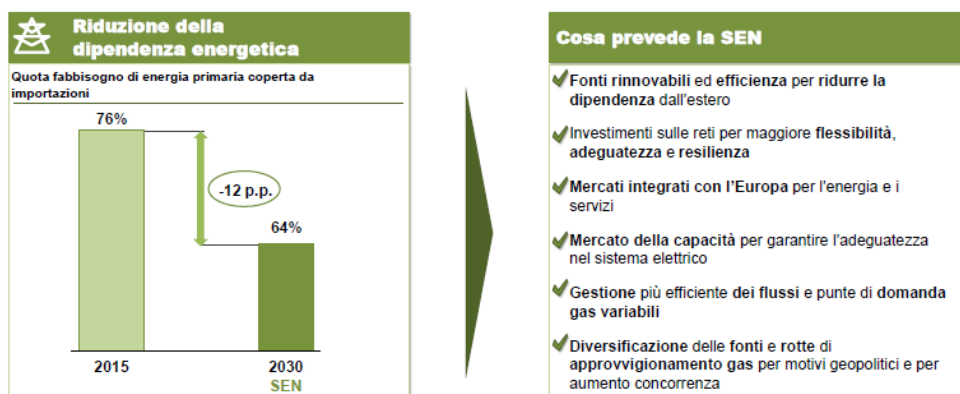 Riduzione della
dipendenza energetica
Quota fabbisogno di energia primaria coperta da
importazioni
76%
-12 p.p.
64%
2015
2030
SEN
Cosa prevede la SEN
Fonti rinnovabili ed efficienza per ridurre la
dipendenza dall'estero
Investimenti sulle reti per maggiore flessibilità,
adeguatezza e resilienza
Mercati integrati con l'Europa per l'energia e i
servizi
Mercato della capacità per garantire l'adeguatezza
nel sistema elettrico
Gestione più efficiente dei flussi e punte di domanda
gas variabili
Diversificazione delle fonti e rotte di
approvvigionamento gas per motivi geopolitici e per
aumento concorrenza